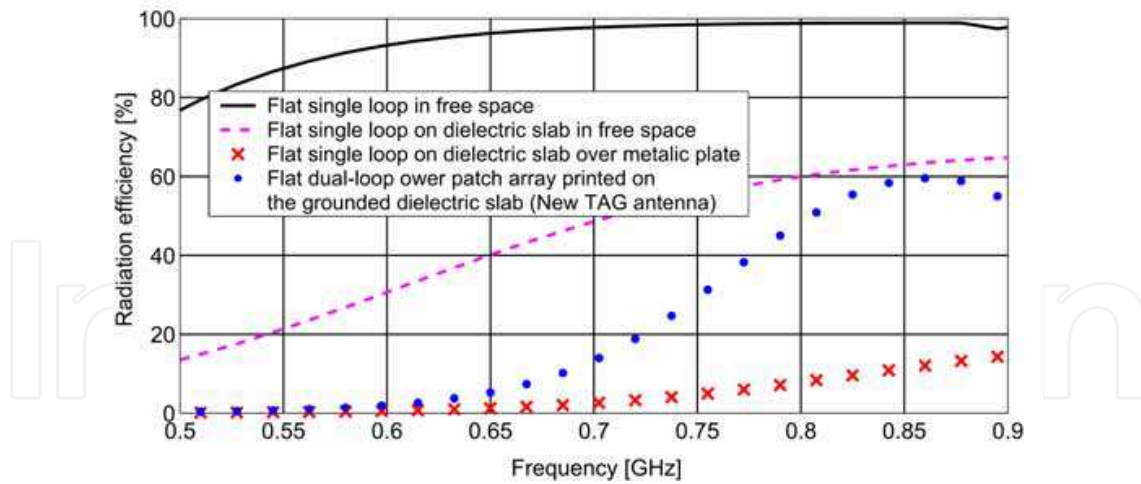 100
80
60
40
20
0
Radiation efficiency [%]
Flat single loop in free space
Flat single loop on dielectric slab in free space
Flat single loop on dielectric slab over metalic plate
Flat dual-loop ower patch array printed on
the grounded dielectric slab (New TAG antenna)
0.5 0.55 0.6 0.65 0.7 0.75 0.8 0.85 0.9
Frequency [GHz]